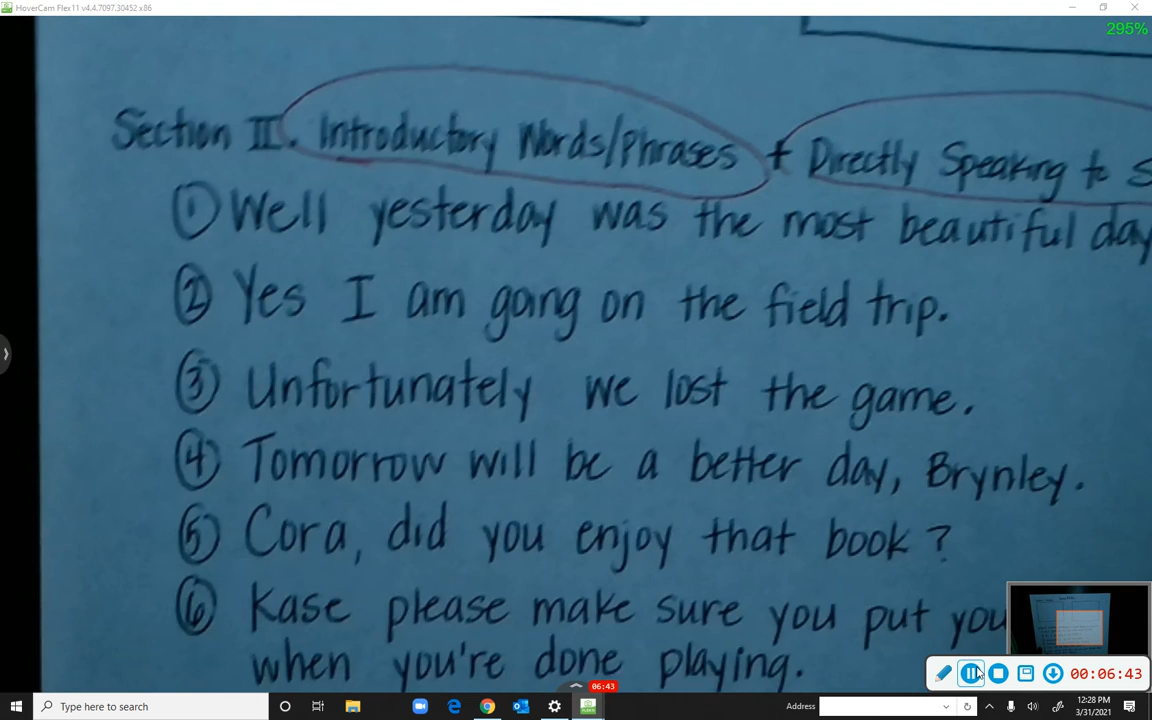 HoverCam Flex11 v4.4.7097.30452 x86
295%
Section II. Introductory Words/Phrases + Directly Speaking to S
① Well yesterday was the most beautiful day
② Yes I am going on the field trip.
③ Unfortunately we lost the game.
④ Tomorrow will be a better day, Brynley.
⑤ Cora, did you enjoy that book?
⑥ Kase please make sure you put you
when you're done playing.
00:06:43
06:43
Type here to search
Address
12:28 PM
3/31/2021